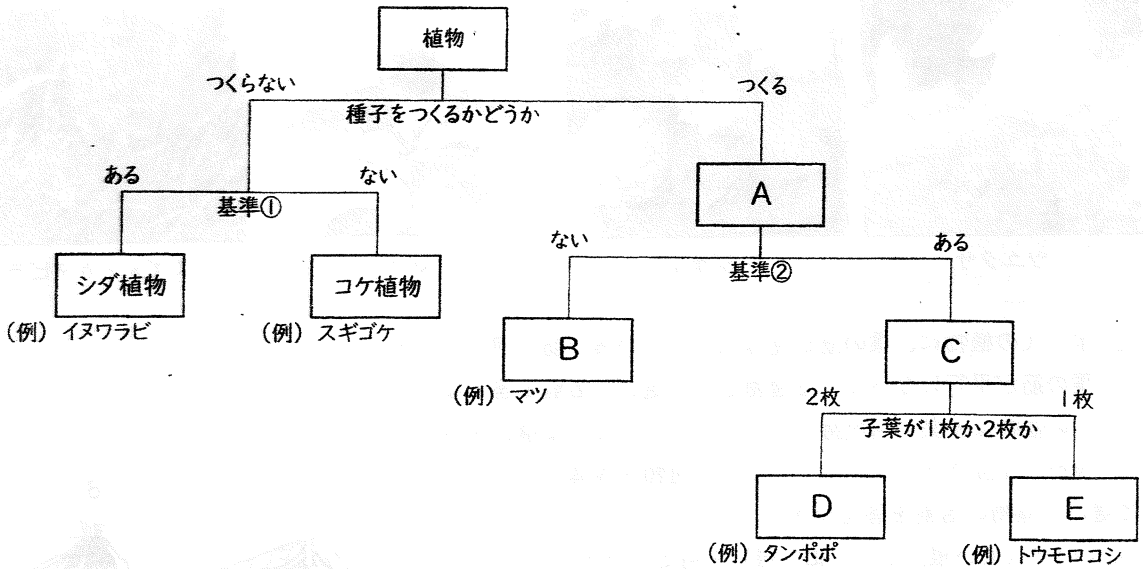 植物
つくらない
つくる
種子をつくるかどうか
ある
ない
基準①
A
シダ植物
コケ植物
(例) イヌワラビ
(例) スギゴケ
ない
ある
基準②
B
C
(例) マツ
2枚
1枚
子葉が1枚か2枚か
D
E
(例) タンポポ
(例) トウモロコシ